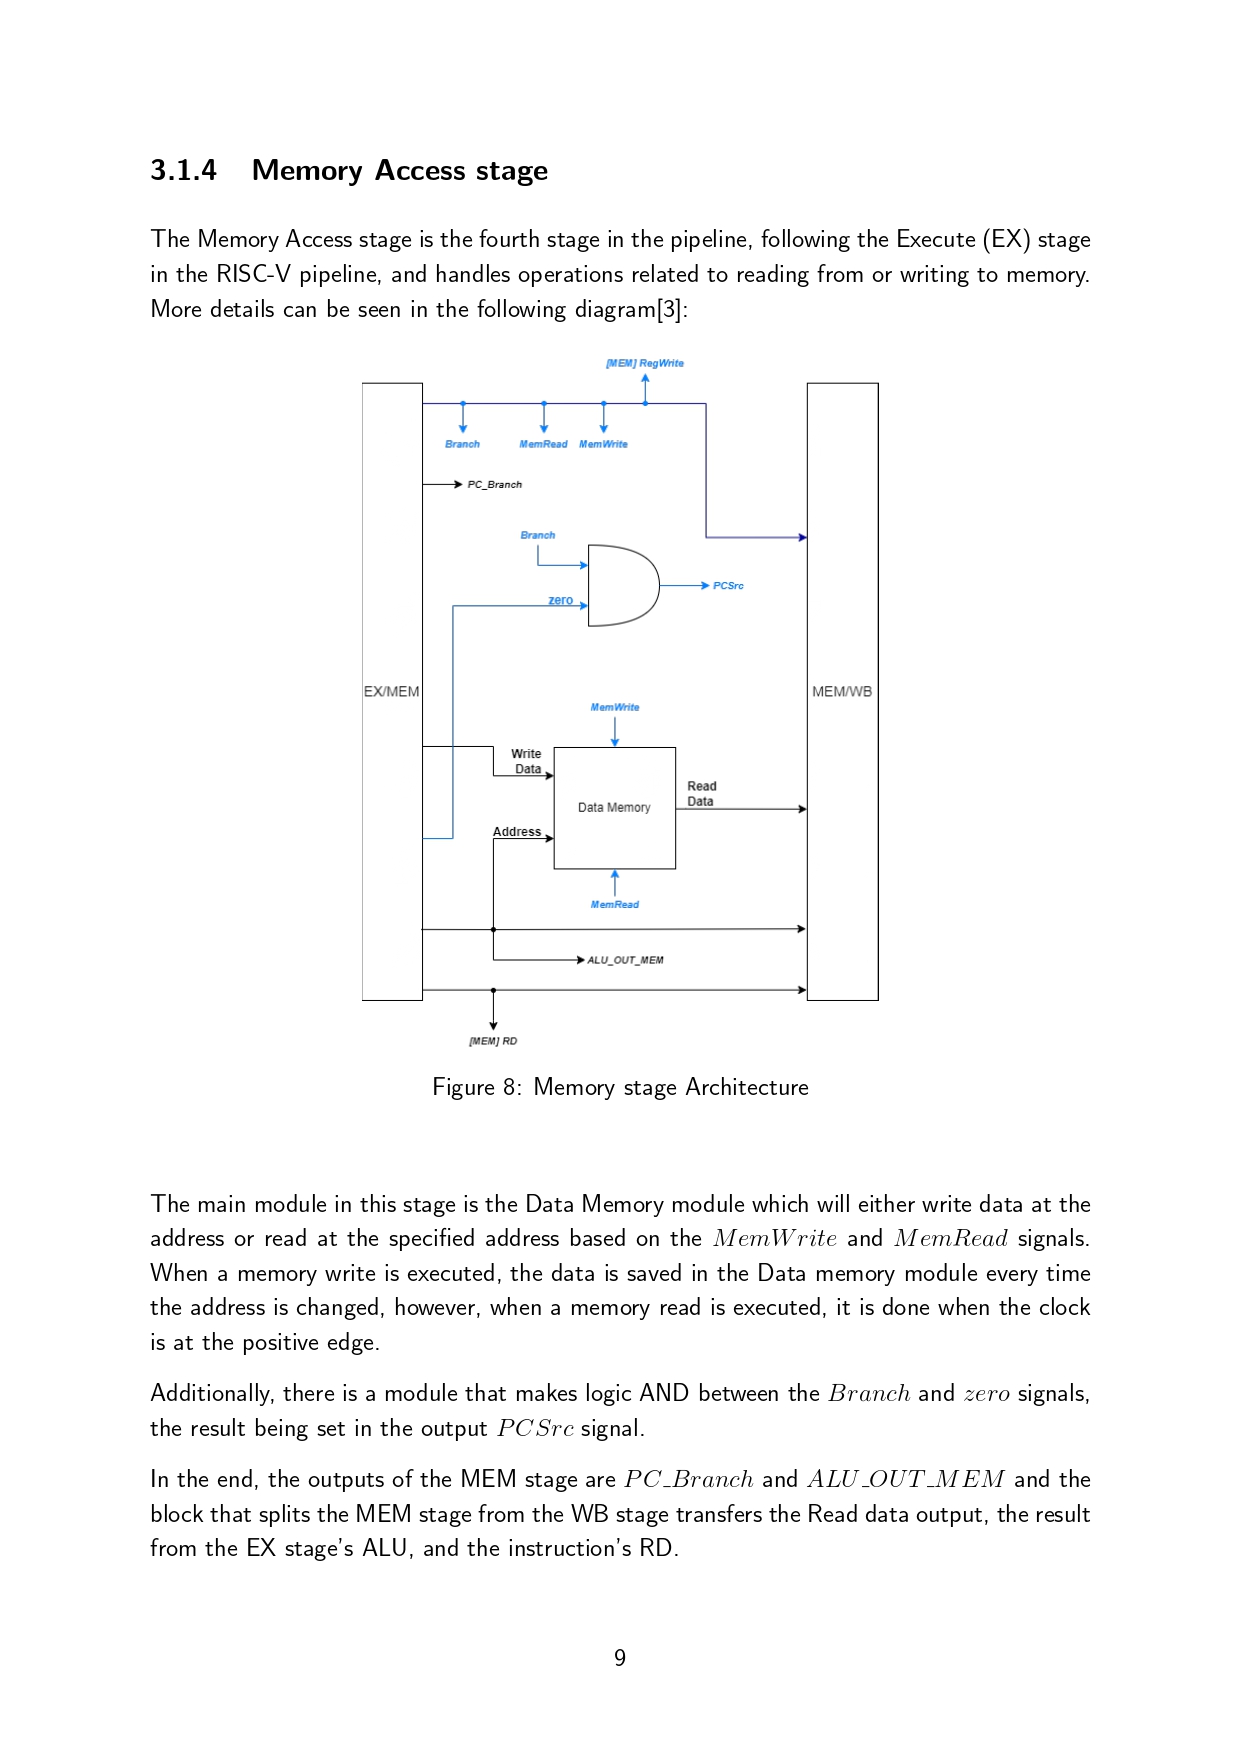 3.1.4 Memory Access stage
The Memory Access stage is the fourth stage in the pipeline, following the Execute (EX) stage
in the RISC-V pipeline, and handles operations related to reading from or writing to memory.
More details can be seen in the following diagram[3]:
[MEM] RegWrite
Branch MemRead MemWrite
PC_Branch
Branch
PCSrc
zero
EX/MEM
MEM/WB
MemWrite
Write
Data
Read
Data
Data Memory
Address
MemRead
ALU_OUT_MEM
[MEM] RD
Figure 8: Memory stage Architecture
The main module in this stage is the Data Memory module which will either write data at the
address or read at the specified address based on the MemWrite and MemRead signals.
When a memory write is executed, the data is saved in the Data memory module every time
the address is changed, however, when a memory read is executed, it is done when the clock
is at the positive edge.
Additionally, there is a module that makes logic AND between the Branch and zero signals,
the result being set in the output PCSrc signal.
In the end, the outputs of the MEM stage are PC_Branch and ALU_OUT_MEM and the
block that splits the MEM stage from the WB stage transfers the Read data output, the result
from the EX stage's ALU, and the instruction's RD.
9